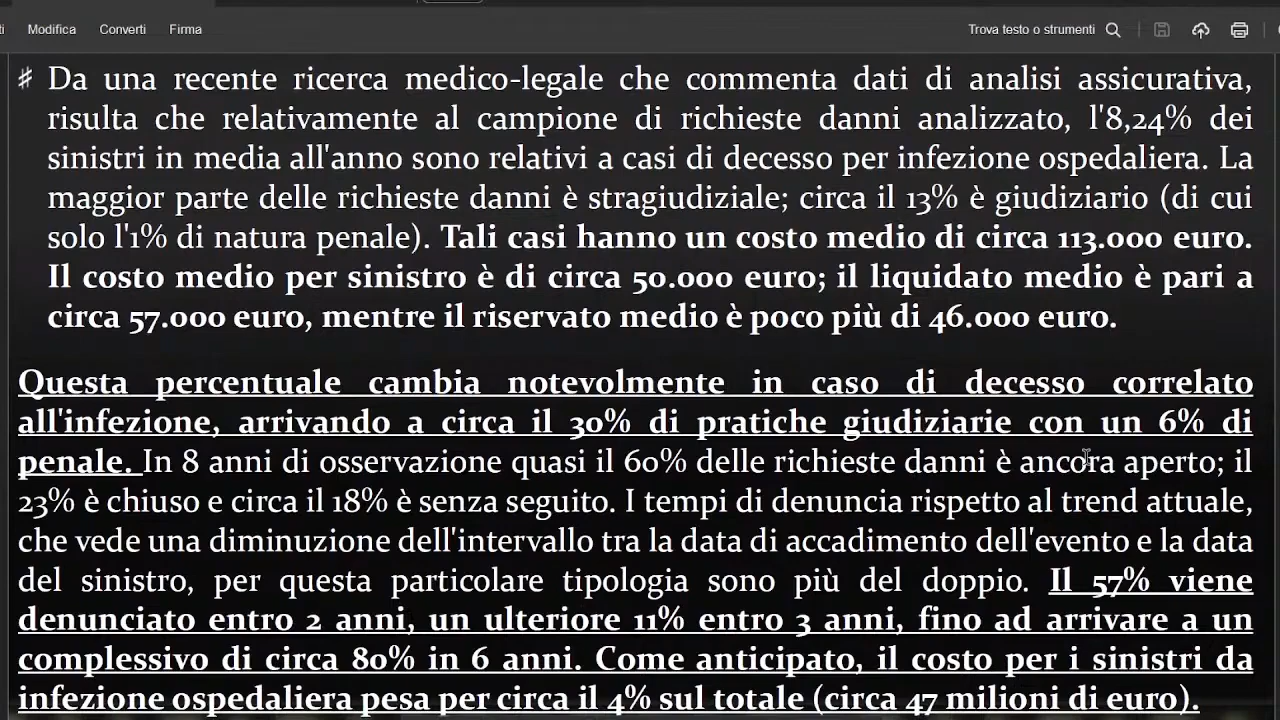 Modifica Converti Firma Trova testo o strumenti
♯ Da una recente ricerca medico-legale che commenta dati di analisi assicurativa,
risulta che relativamente al campione di richieste danni analizzato, l'8,24% dei
sinistri in media all'anno sono relativi a casi di decesso per infezione ospedaliera. La
maggior parte delle richieste danni è stragiudiziale; circa il 13% è giudiziario (di cui
solo l'1% di natura penale). Tali casi hanno un costo medio di circa 113.000 euro.
Il costo medio per sinistro è di circa 50.000 euro; il liquidato medio è pari a
circa 57.000 euro, mentre il riservato medio è poco più di 46.000 euro.
Questa percentuale cambia notevolmente in caso di decesso correlato
all'infezione, arrivando a circa il 30% di pratiche giudiziarie con un 6% di
penale. In 8 anni di osservazione quasi il 60% delle richieste danni è ancora aperto; il
23% è chiuso e circa il 18% è senza seguito. I tempi di denuncia rispetto al trend attuale,
che vede una diminuzione dell'intervallo tra la data di accadimento dell'evento e la data
del sinistro, per questa particolare tipologia sono più del doppio. Il 57% viene
denunciato entro 2 anni, un ulteriore 11% entro 3 anni, fino ad arrivare a un
complessivo di circa 80% in 6 anni. Come anticipato, il costo per i sinistri da
infezione ospedaliera pesa per circa il 4% sul totale (circa 47 milioni di euro).